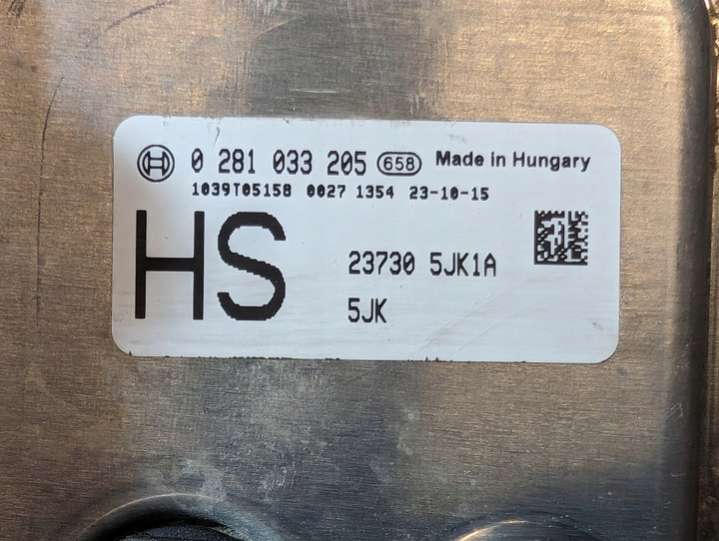 0 281 033 205 658 Made in Hungary
1039T05158 0027 1354 23-10-15
HS
23730 5JK1A
5JK